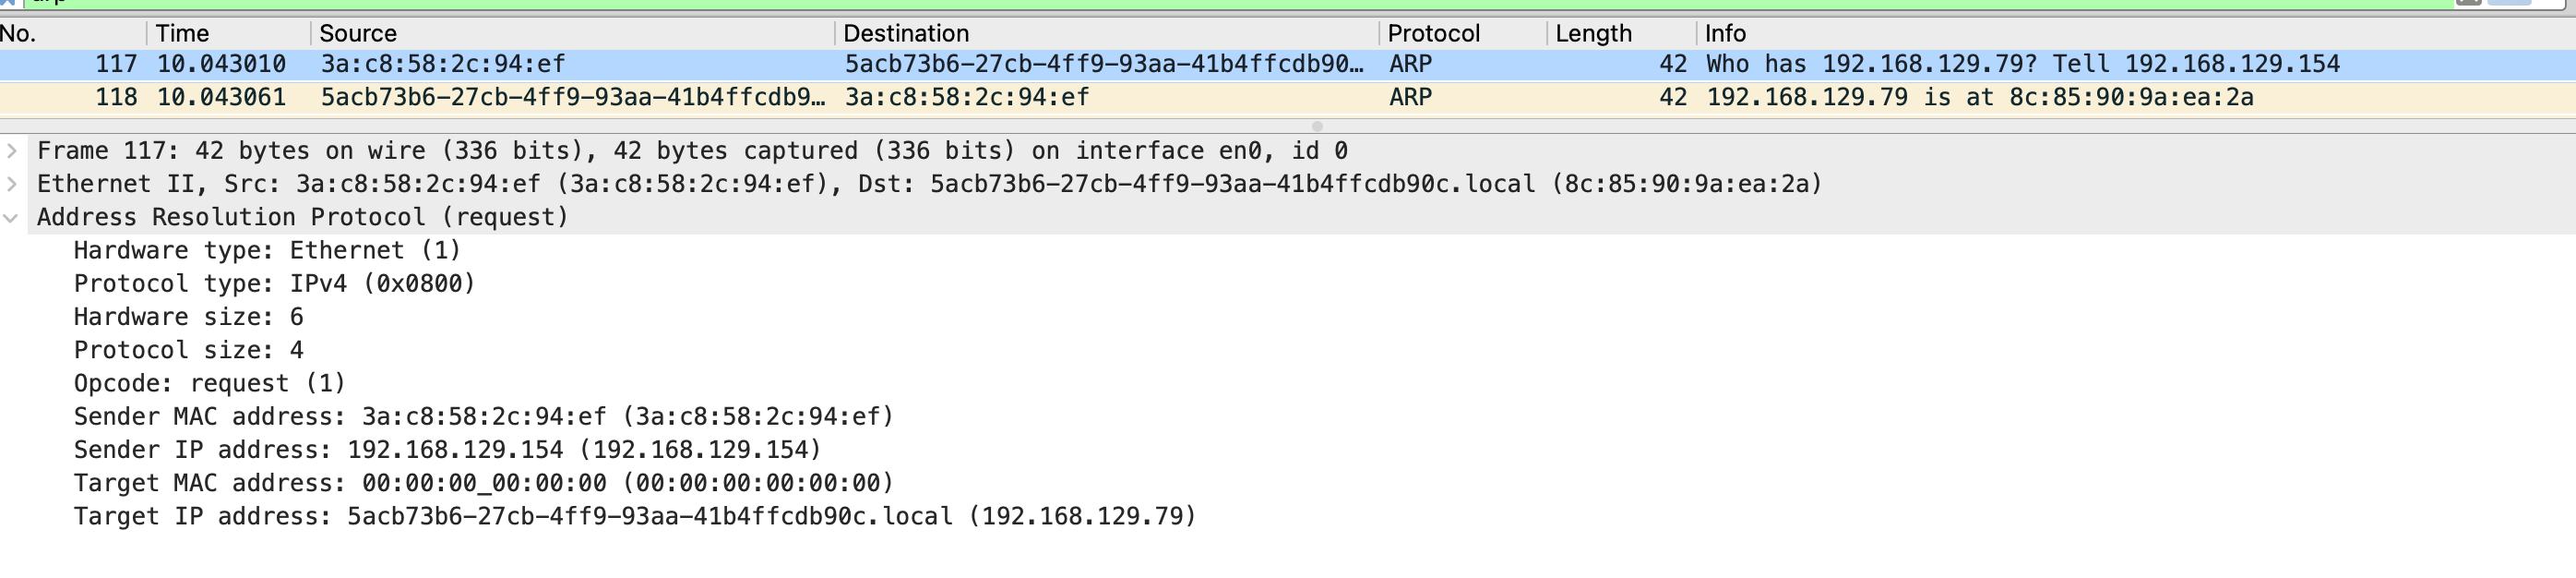 No. Time Source Destination Protocol Length Info
117 10.043010 3a:c8:58:2c:94:ef 5acb73b6-27cb-4ff9-93aa-41b4ffcdb90… ARP 42 Who has 192.168.129.79? Tell 192.168.129.154
118 10.043061 5acb73b6-27cb-4ff9-93aa-41b4ffcdb9… 3a:c8:58:2c:94:ef ARP 42 192.168.129.79 is at 8c:85:90:9a:ea:2a
Frame 117: 42 bytes on wire (336 bits), 42 bytes captured (336 bits) on interface en0, id 0
Ethernet II, Src: 3a:c8:58:2c:94:ef (3a:c8:58:2c:94:ef), Dst: 5acb73b6-27cb-4ff9-93aa-41b4ffcdb90c.local (8c:85:90:9a:ea:2a)
Address Resolution Protocol (request)
Hardware type: Ethernet (1)
Protocol type: IPv4 (0x0800)
Hardware size: 6
Protocol size: 4
Opcode: request (1)
Sender MAC address: 3a:c8:58:2c:94:ef (3a:c8:58:2c:94:ef)
Sender IP address: 192.168.129.154 (192.168.129.154)
Target MAC address: 00:00:00_00:00:00 (00:00:00:00:00:00)
Target IP address: 5acb73b6-27cb-4ff9-93aa-41b4ffcdb90c.local (192.168.129.79)